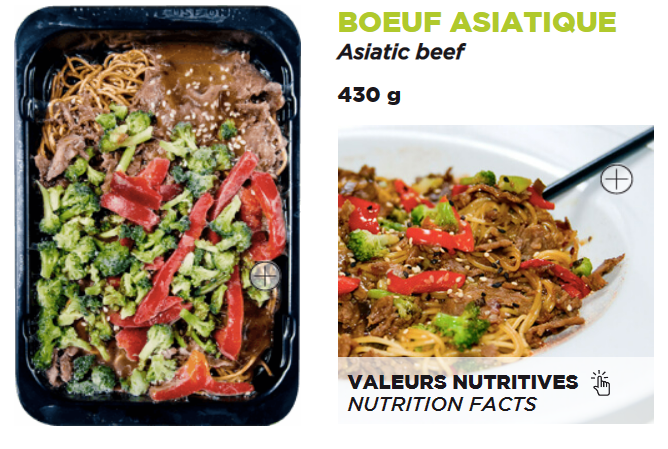 BOEUF ASIATIQUE
Asiatic beef
430 g
VALEURS NUTRITIVES
NUTRITION FACTS